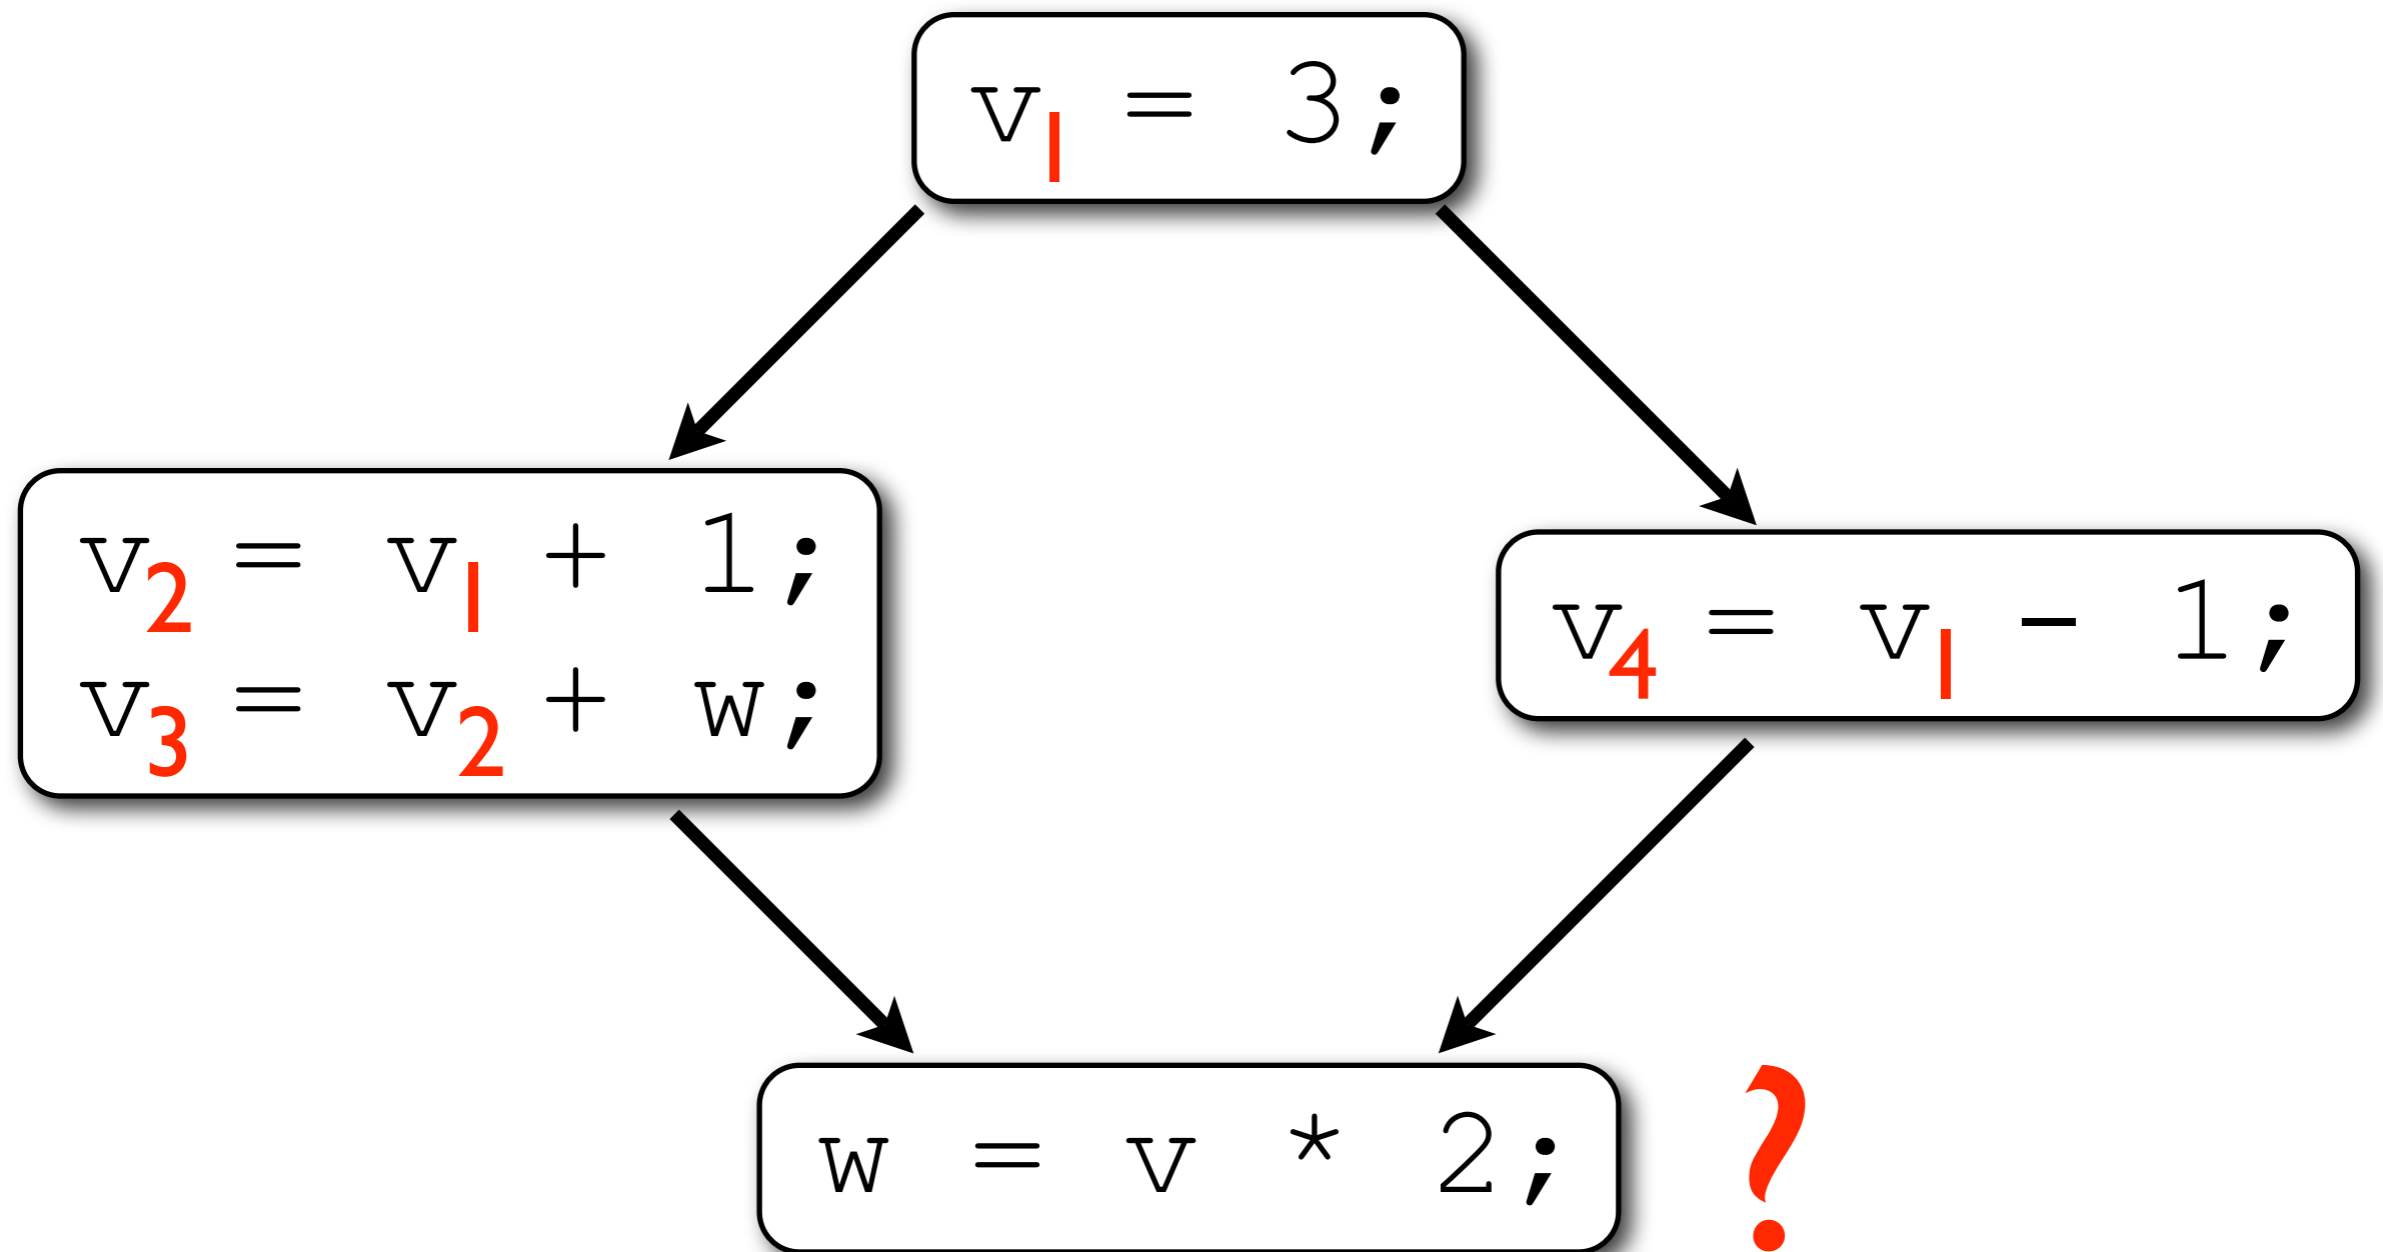 v₁ = 3;
v₂ = v₁ + 1;
v₃ = v₂ + w;
v₄ = v₁ - 1;
w = v * 2;
?